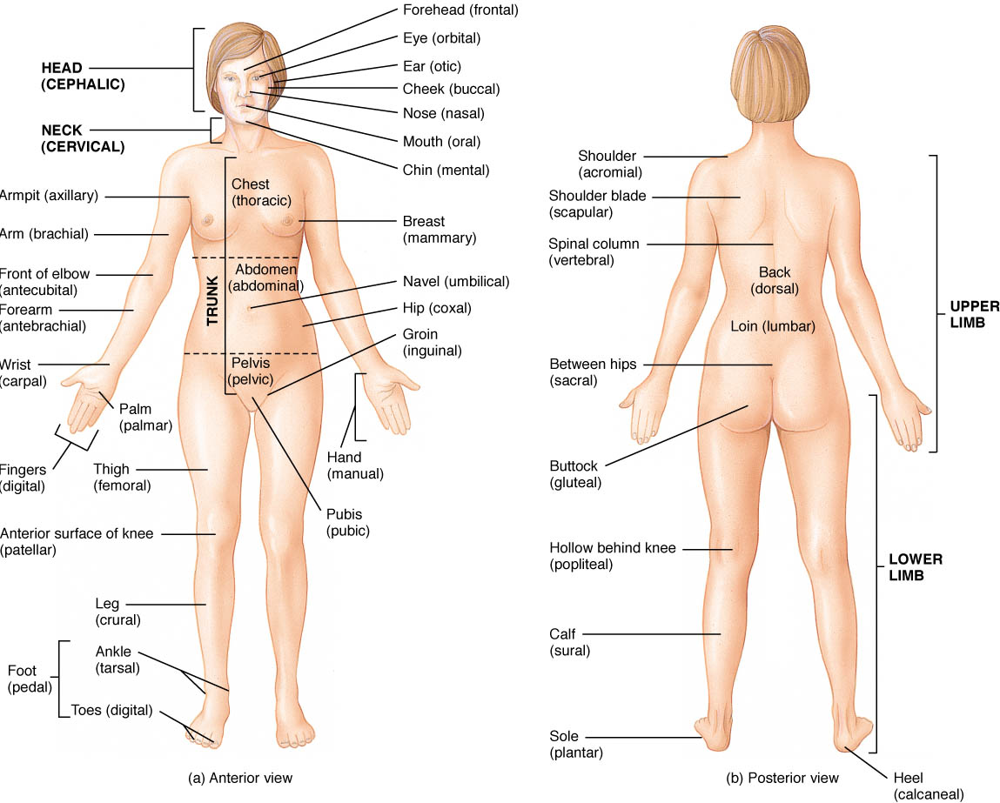 Forehead (frontal)
Eye (orbital)
Ear (otic)
Cheek (buccal)
Nose (nasal)
Mouth (oral)
Chin (mental)
HEAD
(CEPHALIC)
NECK
(CERVICAL)
Armpit (axillary)
Arm (brachial)
Front of elbow
(antecubital)
Forearm
(antebrachial)
Wrist
(carpal)
Palm
(palmar)
Fingers
(digital)
Thigh
(femoral)
Anterior surface of knee
(patellar)
Leg
(crural)
Ankle
(tarsal)
Foot
(pedal)
Toes (digital)
Chest
(thoracic)
TRUNK
Abdomen
(abdominal)
Pelvis
(pelvic)
Breast
(mammary)
Navel (umbilical)
Hip (coxal)
Groin
(inguinal)
Hand
(manual)
Pubis
(pubic)
(a) Anterior view
Shoulder
(acromial)
Shoulder blade
(scapular)
Spinal column
(vertebral)
Back
(dorsal)
Loin (lumbar)
Between hips
(sacral)
Buttock
(gluteal)
Hollow behind knee
(popliteal)
Calf
(sural)
Sole
(plantar)
UPPER
LIMB
LOWER
LIMB
Heel
(calcaneal)
(b) Posterior view